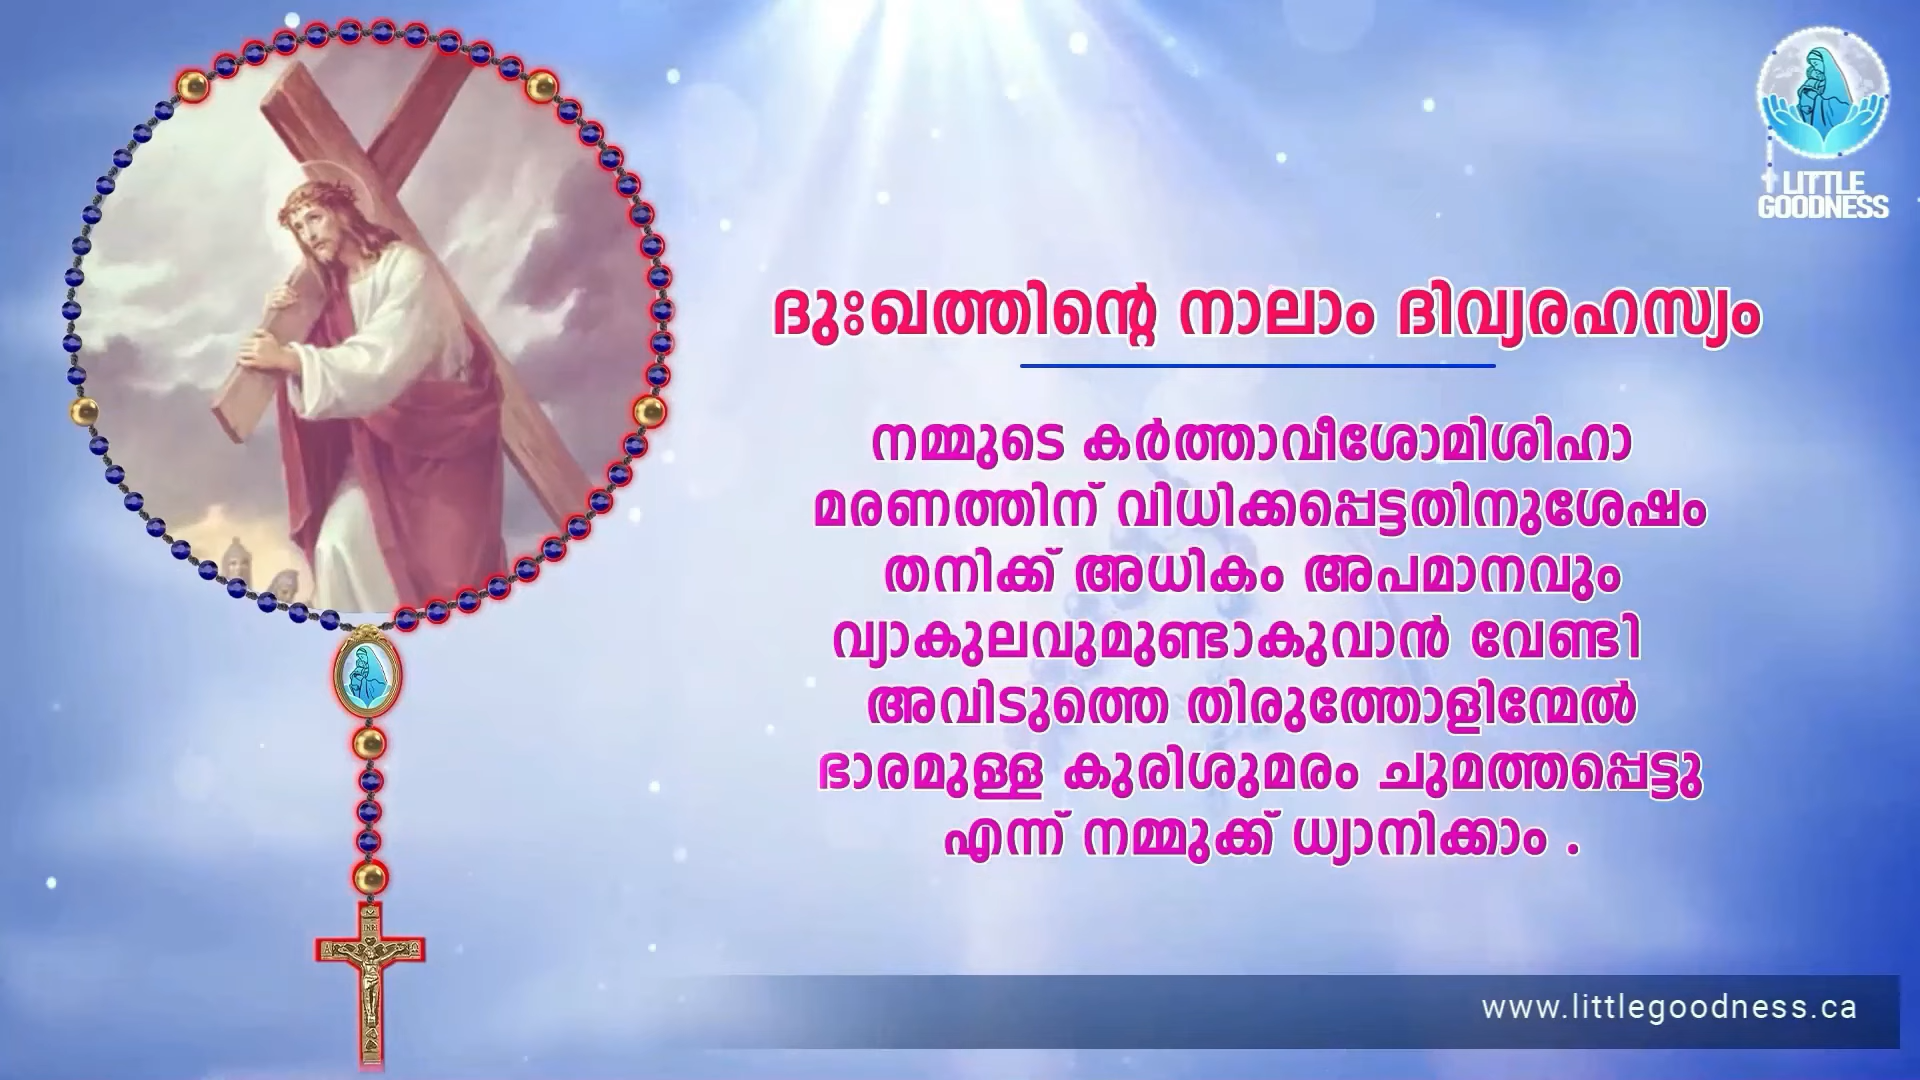 LITTLE
GOODNESS
ദുഃഖത്തിന്റെ നാലാം ദിവ്യരഹസ്യം
നമ്മുടെ കർത്താവീശോമിശിഹാ
മരണത്തിന് വിധിക്കപ്പെട്ടതിനുശേഷം
തനിക്ക് അധികം അപമാനവും
വ്യാകുലവുമുണ്ടാകുവാൻ വേണ്ടി
അവിടുത്തെ തിരുത്തോളിന്മേൽ
ഭാരമുള്ള കുരിശുമരം ചുമത്തപ്പെട്ടു
എന്ന് നമ്മുക്ക് ധ്യാനിക്കാം .
INRI
www.littlegoodness.ca